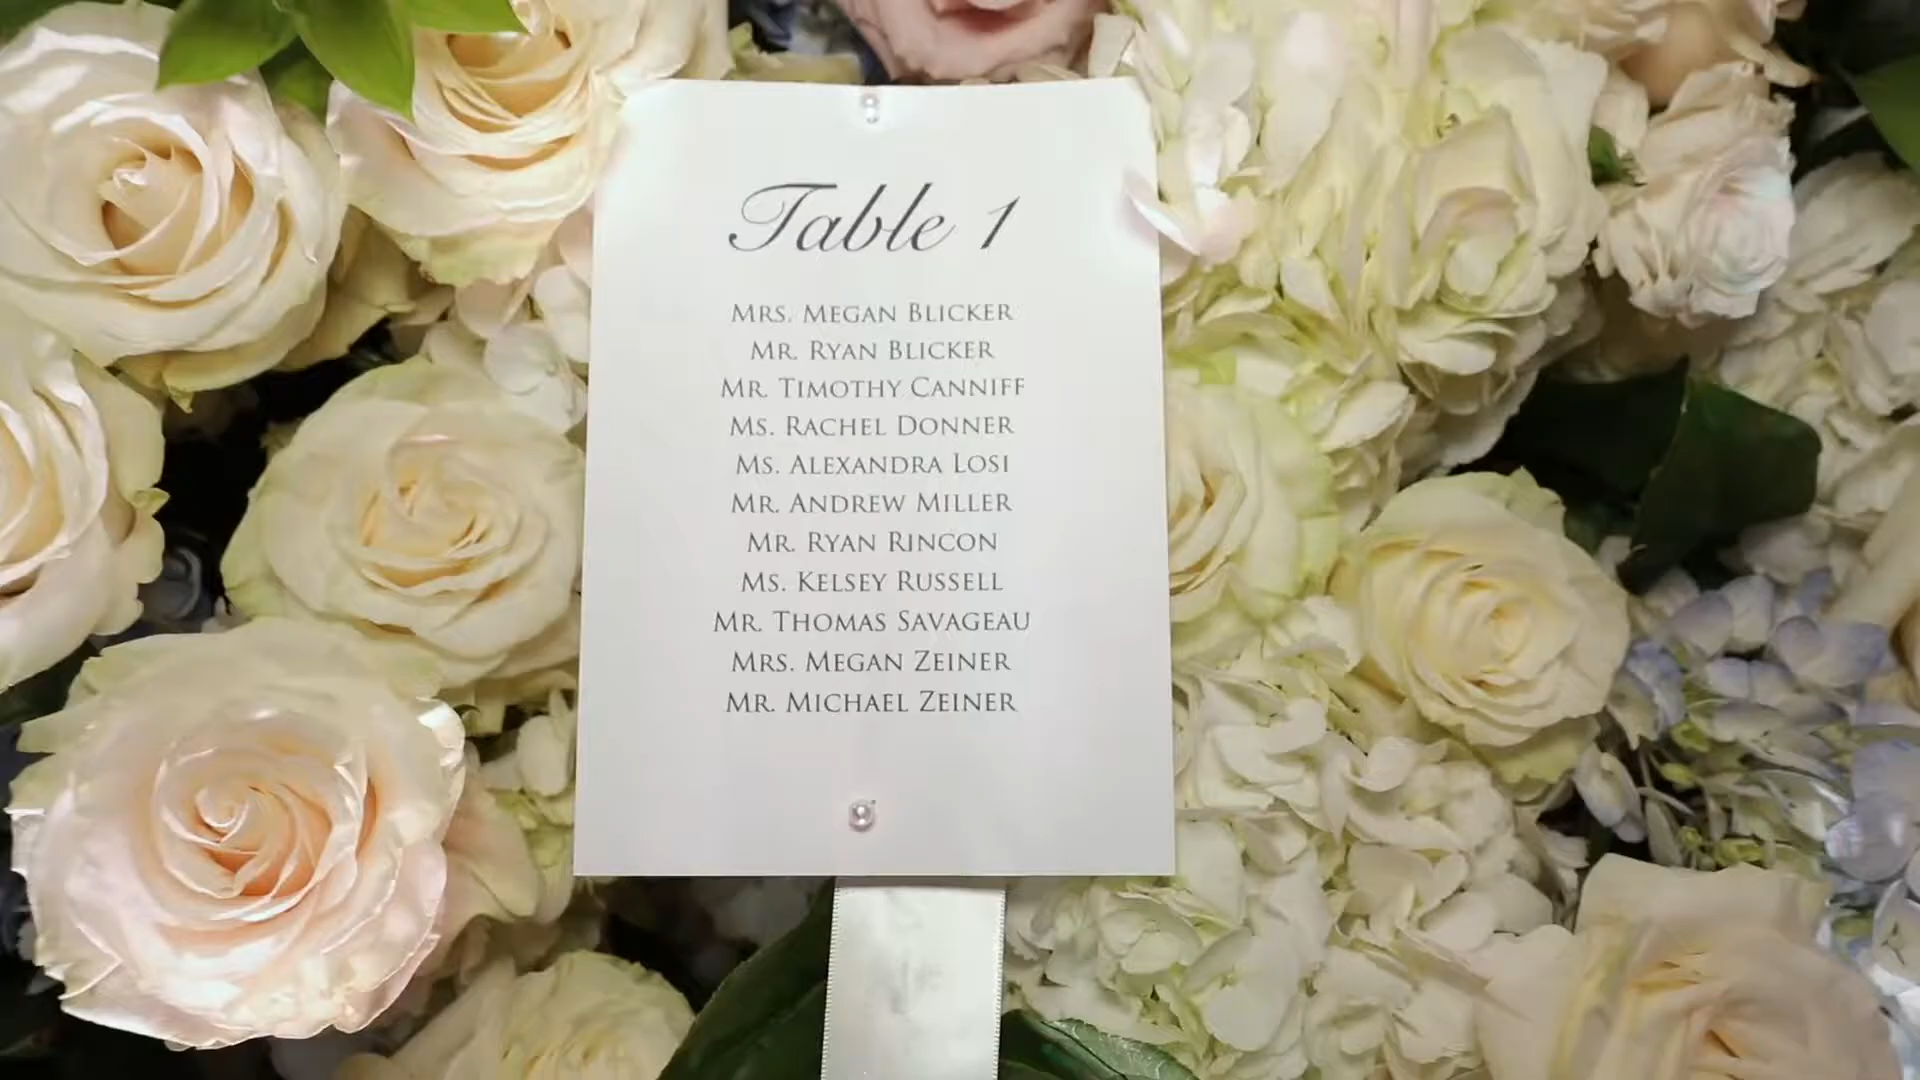 Table 1
MRS. MEGAN BLICKER
MR. RYAN BLICKER
MR. TIMOTHY CANNIFF
MS. RACHEL DONNER
MS. ALEXANDRA LOSI
MR. ANDREW MILLER
MR. RYAN RINCON
MS. KELSEY RUSSELL
MR. THOMAS SAVAGEAU
MRS. MEGAN ZEINER
MR. MICHAEL ZEINER